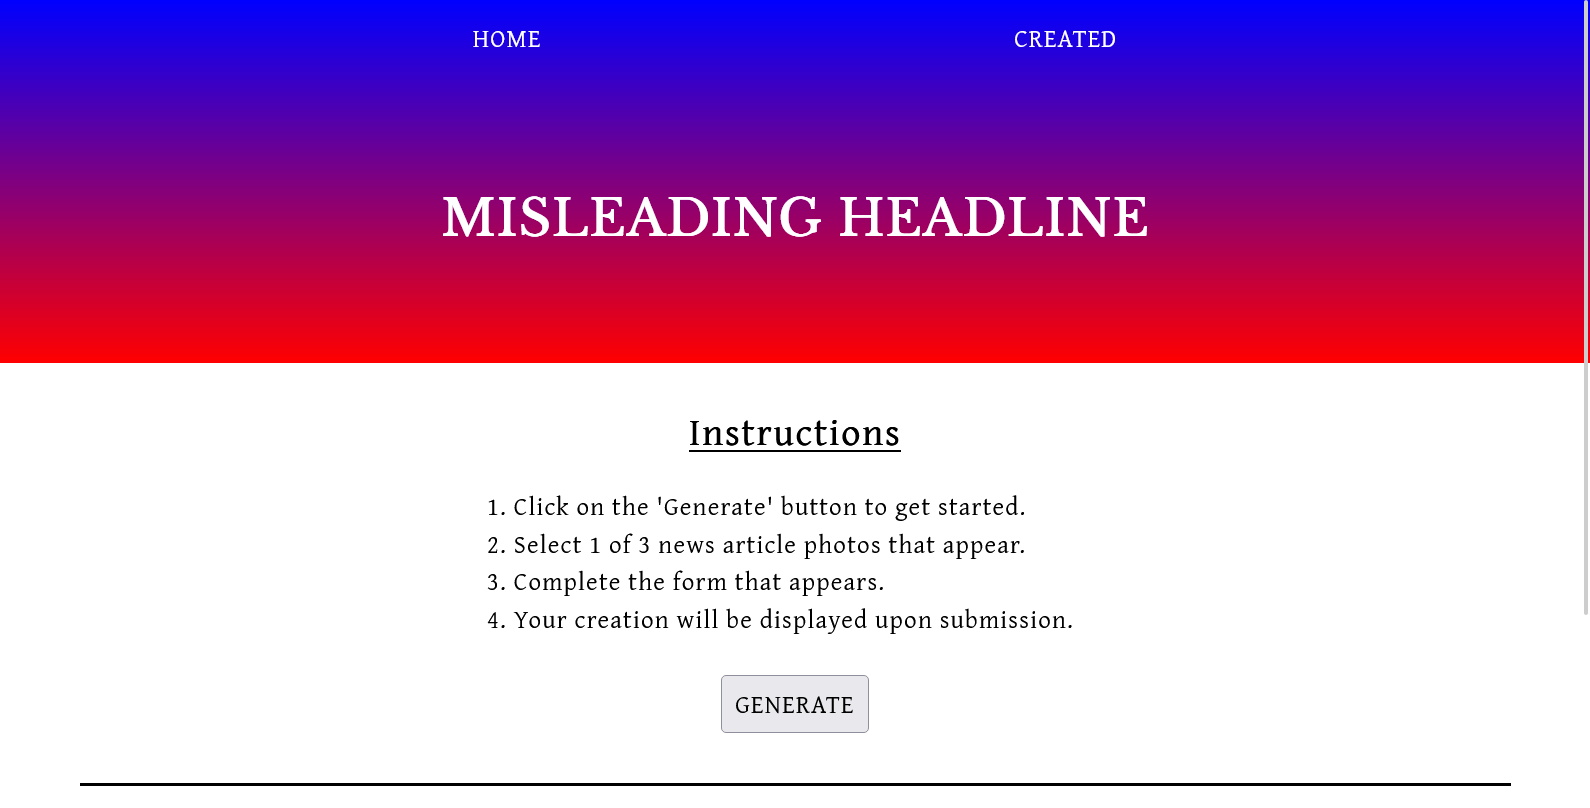 HOME CREATED
MISLEADING HEADLINE
Instructions
1. Click on the 'Generate' button to get started.
2. Select 1 of 3 news article photos that appear.
3. Complete the form that appears.
4. Your creation will be displayed upon submission.
GENERATE